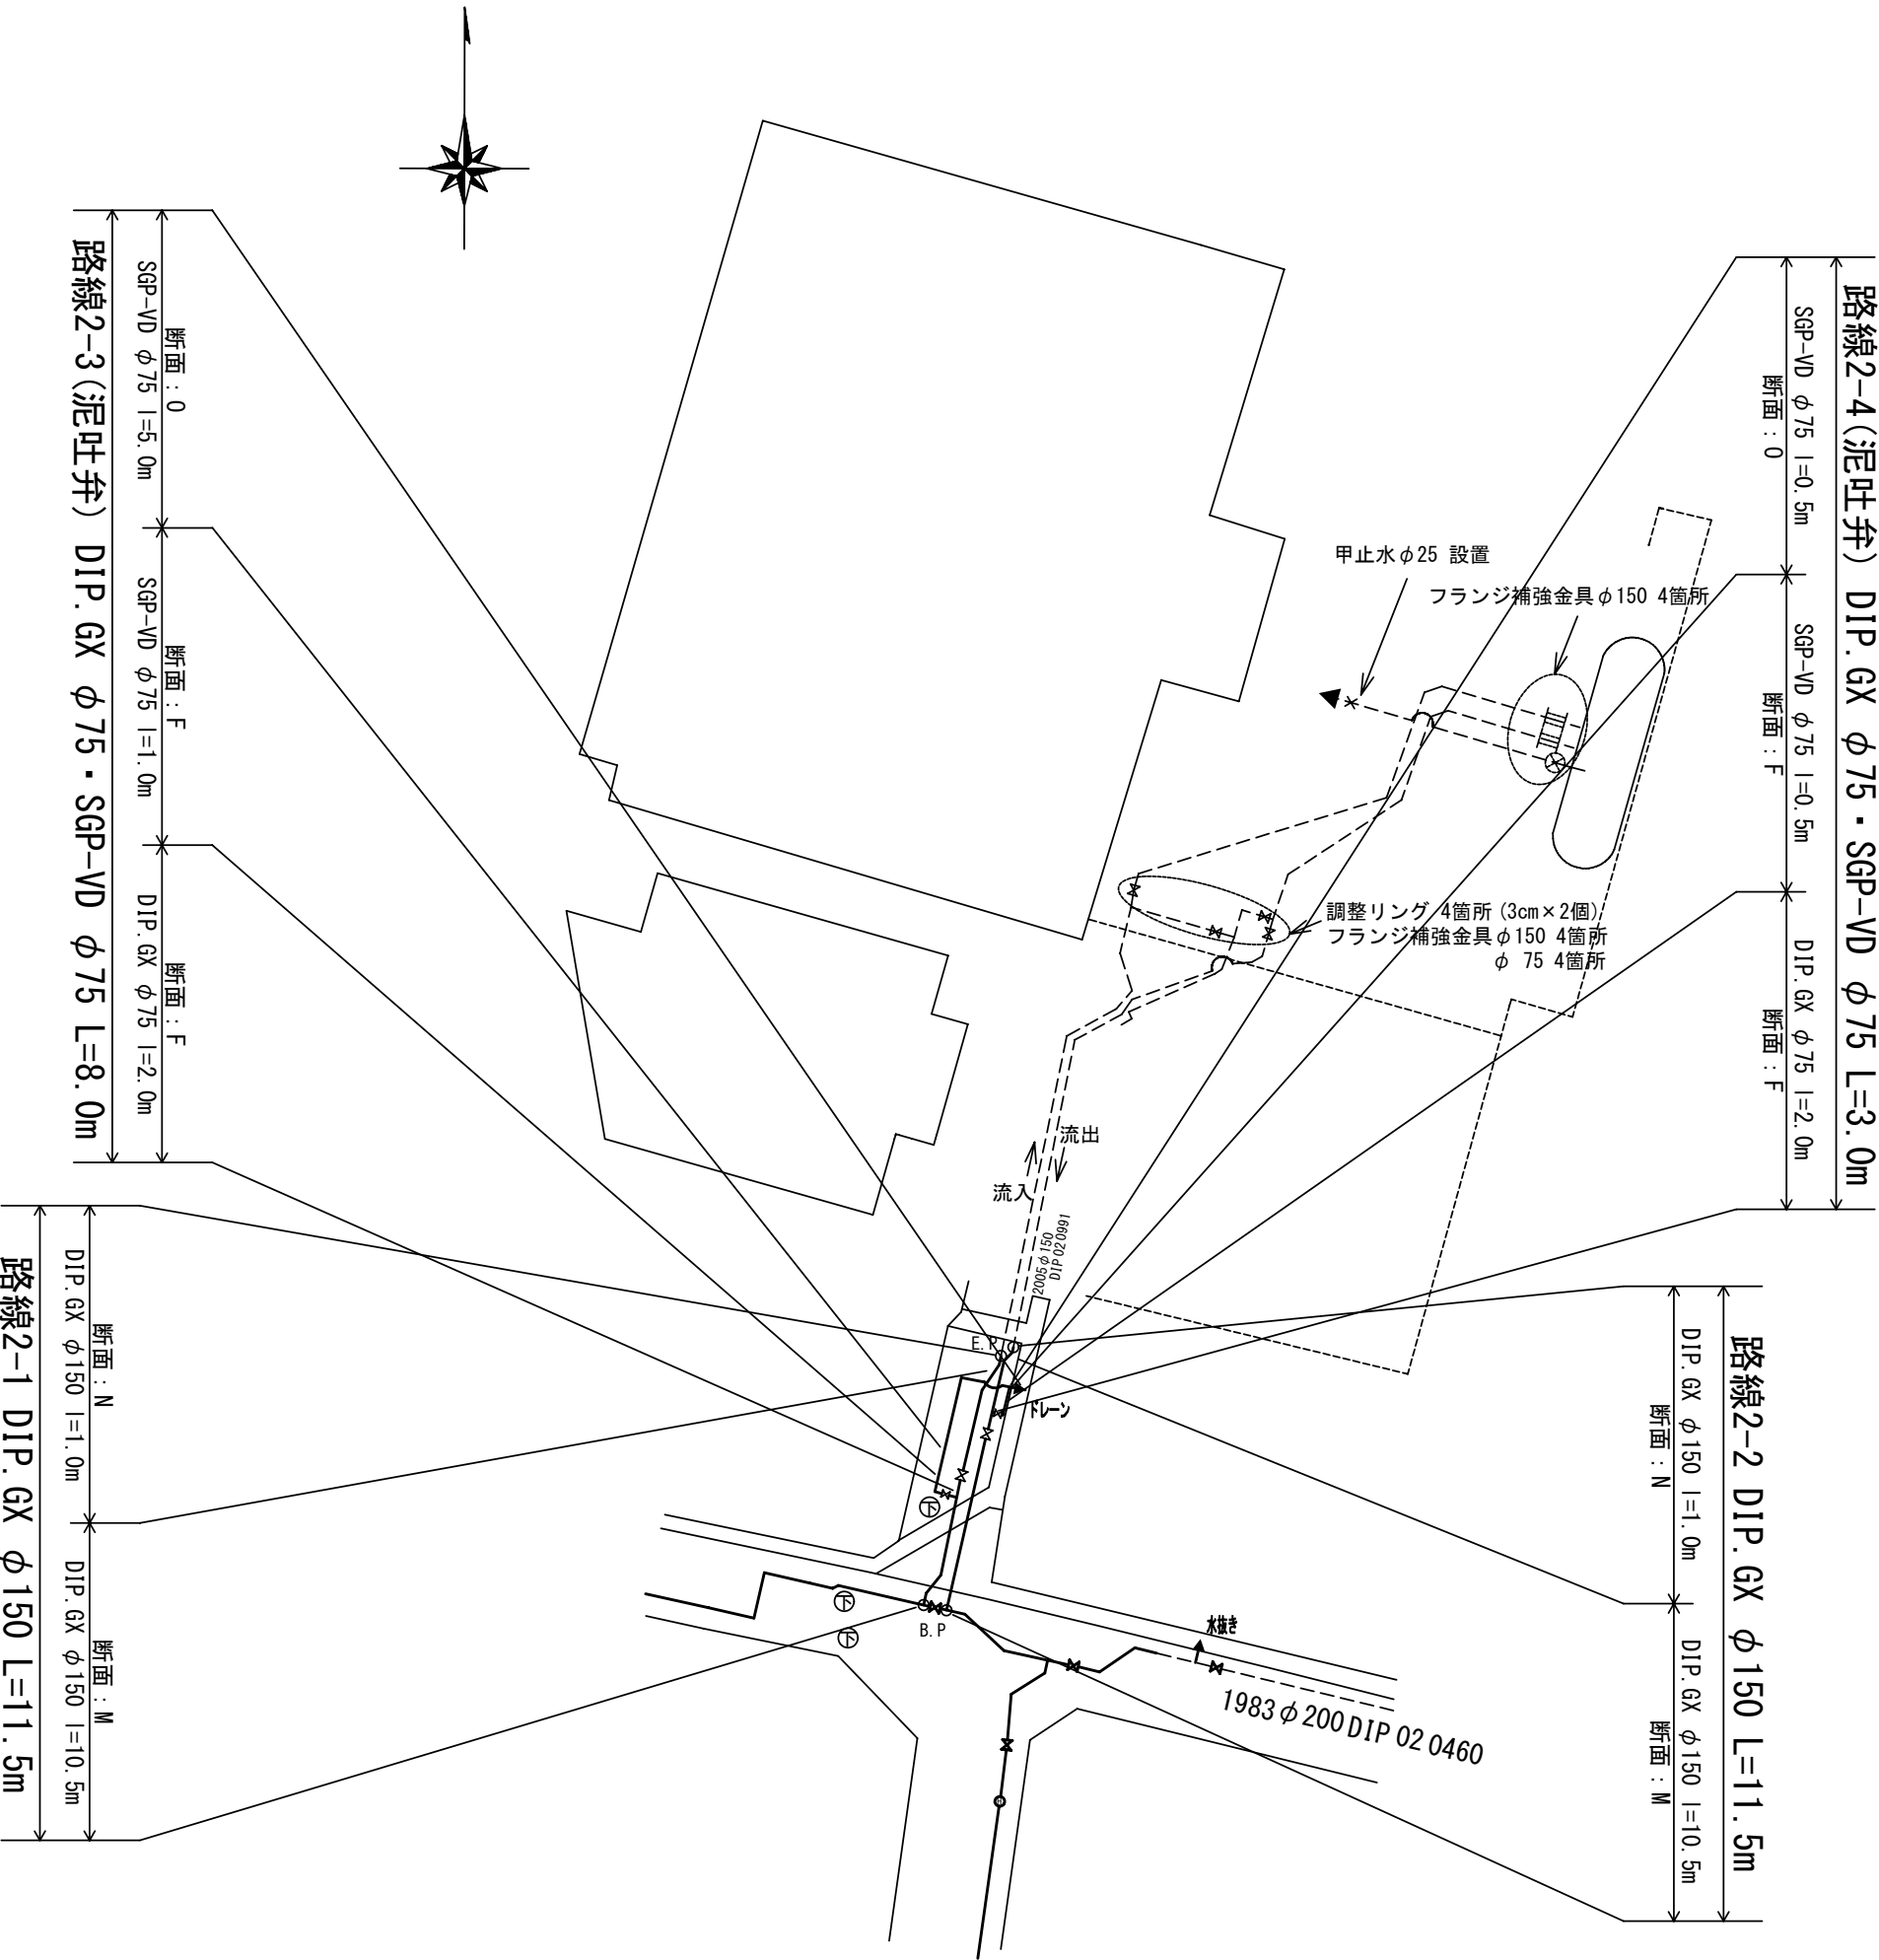 路線2-4(泥吐弁) DIP.GX φ75・SGP-VD φ75 L=3.0m
SGP-VD φ75 l=0.5m
断面:O
SGP-VD φ75 l=0.5m
断面:F
DIP.GX φ75 l=2.0m
断面:F
路線2-2 DIP.GX φ150 L=11.5m
DIP.GX φ150 l=1.0m
断面:N
DIP.GX φ150 l=10.5m
断面:M
甲止水φ25 設置
フランジ補強金具φ150 4箇所
調整リング 4箇所(3cm×2個)
フランジ補強金具φ150 4箇所
φ 75 4箇所
流出
流入
2005φ150
DIP020991
E.P
ドレーン
下
下
下
B.P
水抜き
1983φ200DIP020460
断面:O
SGP-VD φ75 l=5.0m
断面:F
SGP-VD φ75 l=1.0m
断面:F
DIP.GX φ75 l=2.0m
路線2-3(泥吐弁) DIP.GX φ75・SGP-VD φ75 L=8.0m
断面:N
DIP.GX φ150 l=1.0m
断面:M
DIP.GX φ150 l=10.5m
路線2-1 DIP.GX φ150 L=11.5m